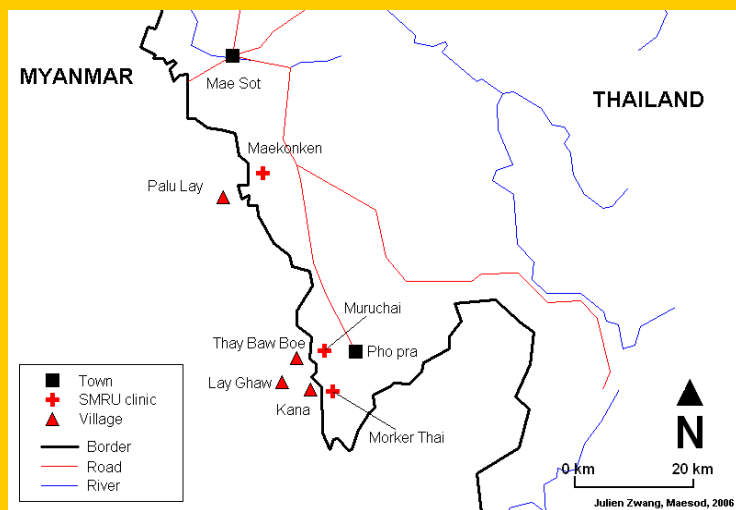 MYANMAR
Mae Sot
THAILAND
Maekonken
Palu Lay
Muruchai
Thay Baw Boe
Pho pra
Lay Ghaw
Kana
Morker Thai
Town
SMRU clinic
Village
Border
Road
River
N
0 km 20 km
Julien Zwang, Maesod, 2006